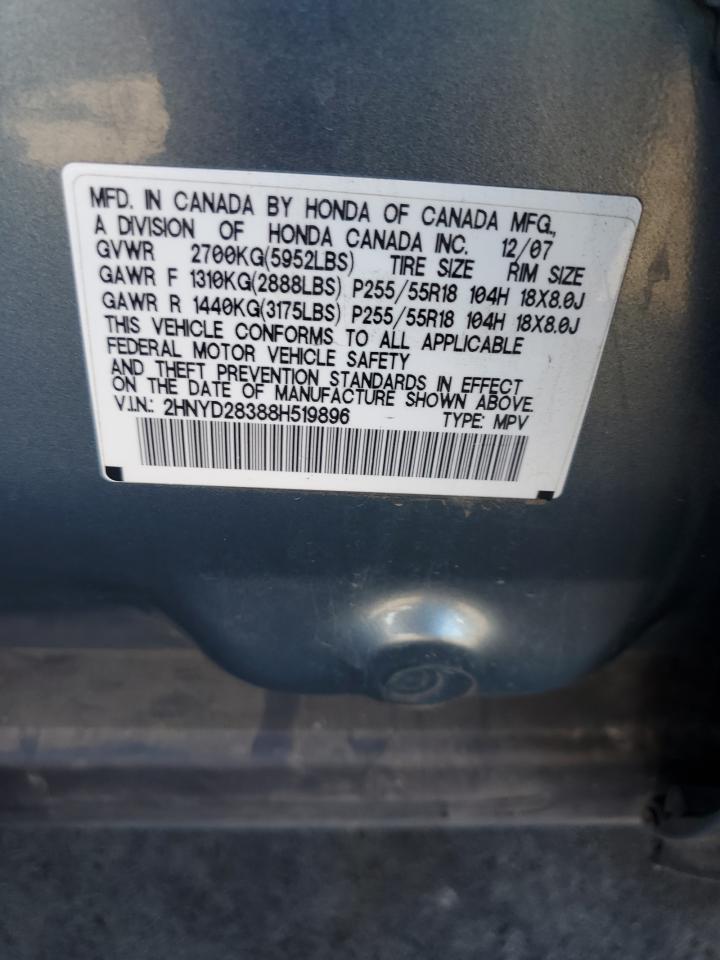 MFD. IN CANADA BY HONDA OF CANADA MFG.,
A DIVISION OF HONDA CANADA INC. 12/07
GVWR 2700KG(5952LBS) TIRE SIZE RIM SIZE
GAWR F 1310KG(2888LBS) P255/55R18 104H 18X8.0J
GAWR R 1440KG(3175LBS) P255/55R18 104H 18X8.0J
THIS VEHICLE CONFORMS TO ALL APPLICABLE
FEDERAL MOTOR VEHICLE SAFETY
AND THEFT PREVENTION STANDARDS IN EFFECT
ON THE DATE OF MANUFACTURE SHOWN ABOVE.
V.I.N.: 2HNYD28388H519896 TYPE: MPV